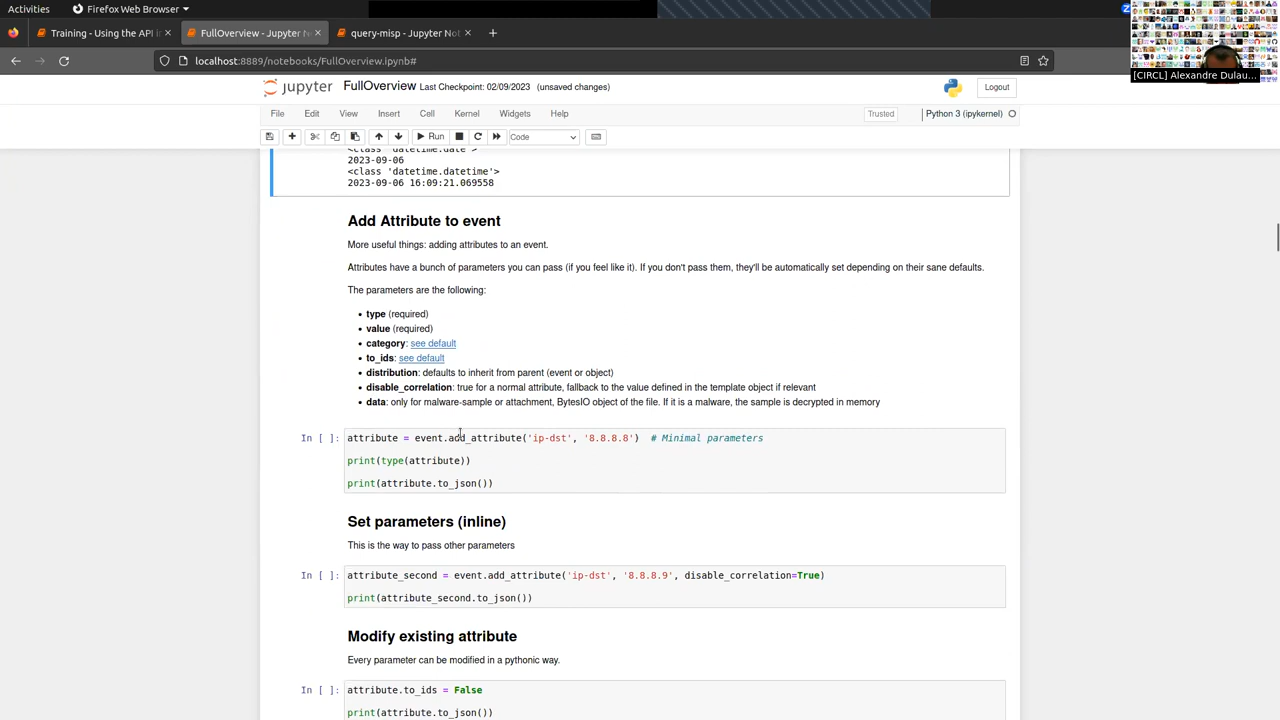 Activities
Firefox Web Browser
Training - Using the API i
FullOverview - Jupyter N
query-misp - Jupyter
localhost:8889/notebooks/FullOverview.ipynb#
[CIRCL] Alexandre Dulau...
jupyter FullOverview Last Checkpoint: 02/09/2023 (unsaved changes)
Logout
File Edit View Insert Cell Kernel Widgets Help
Trusted
Python 3 (ipykernel)
Run
Code
<class 'datetime.date'>
2023-09-06
<class 'datetime.datetime'>
2023-09-06 16:09:21.069558
Add Attribute to event
More useful things: adding attributes to an event.
Attributes have a bunch of parameters you can pass (if you feel like it). If you don't pass them, they'll be automatically set depending on their sane defaults.
The parameters are the following:
• type (required)
• value (required)
• category: see default
• to_ids: see default
• distribution: defaults to inherit from parent (event or object)
• disable_correlation: true for a normal attribute, fallback to the value defined in the template object if relevant
• data: only for malware-sample or attachment, BytesIO object of the file. If it is a malware, the sample is decrypted in memory
In [ ]: attribute = event.add_attribute('ip-dst', '8.8.8.8') # Minimal parameters
print(type(attribute))
print(attribute.to_json())
Set parameters (inline)
This is the way to pass other parameters
In [ ]: attribute_second = event.add_attribute('ip-dst', '8.8.8.9', disable_correlation=True)
print(attribute_second.to_json())
Modify existing attribute
Every parameter can be modified in a pythonic way.
In [ ]: attribute.to_ids = False
print(attribute.to_json())